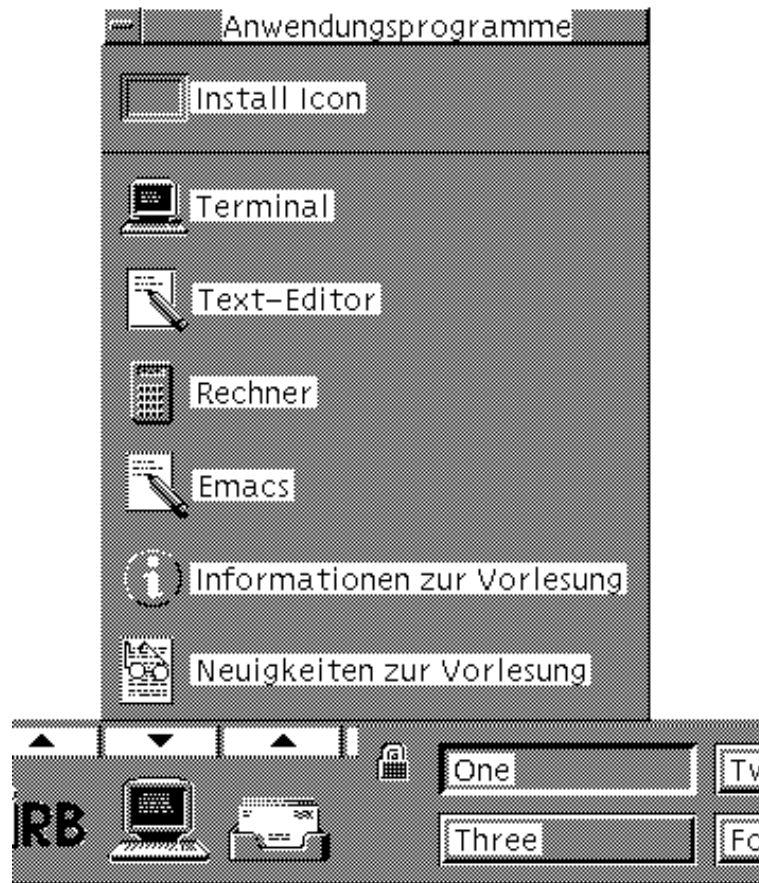 Anwendungsprogramme
Install Icon
Terminal
Text-Editor
Rechner
Emacs
Informationen zur Vorlesung
Neuigkeiten zur Vorlesung
One
Three